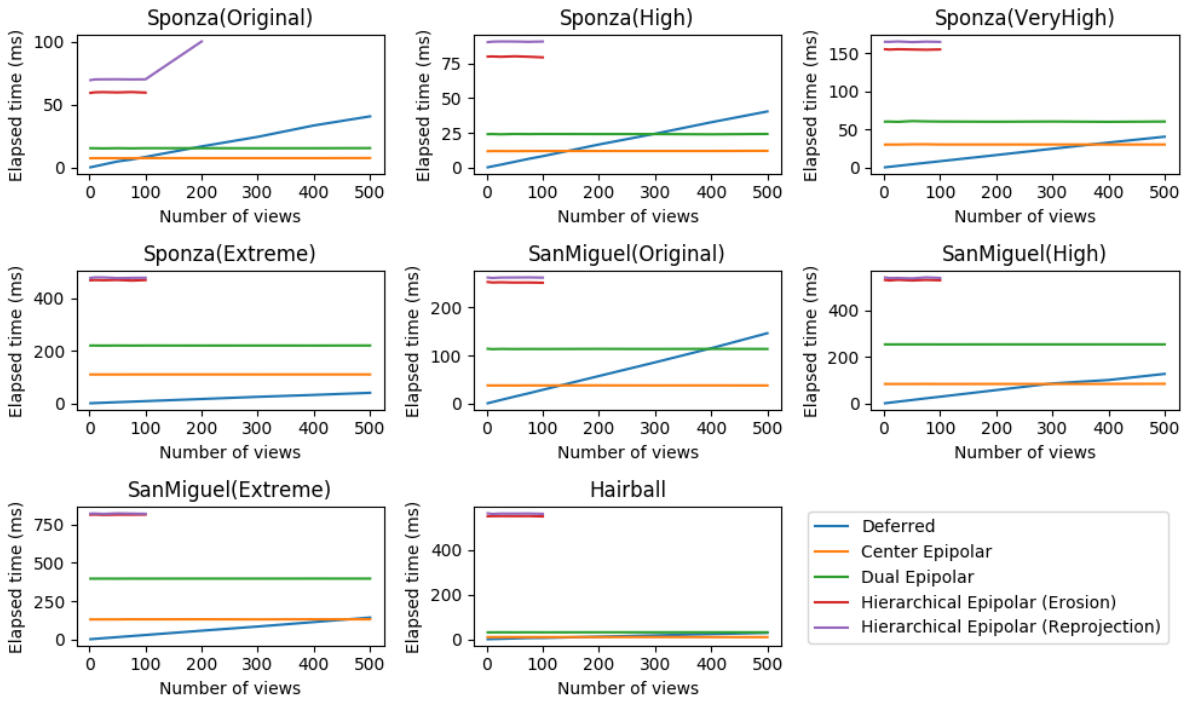 Sponza(Original)
Elapsed time (ms)
100
50
0
0 100 200 300 400 500
Number of views
Sponza(High)
Elapsed time (ms)
75
50
25
0
0 100 200 300 400 500
Number of views
Sponza(VeryHigh)
Elapsed time (ms)
150
100
50
0
0 100 200 300 400 500
Number of views
Sponza(Extreme)
Elapsed time (ms)
400
200
0
0 100 200 300 400 500
Number of views
SanMiguel(Original)
Elapsed time (ms)
200
100
0
0 100 200 300 400 500
Number of views
SanMiguel(High)
Elapsed time (ms)
400
200
0
0 100 200 300 400 500
Number of views
SanMiguel(Extreme)
Elapsed time (ms)
750
500
250
0
0 100 200 300 400 500
Number of views
Hairball
Elapsed time (ms)
400
200
0
0 100 200 300 400 500
Number of views
Deferred
Center Epipolar
Dual Epipolar
Hierarchical Epipolar (Erosion)
Hierarchical Epipolar (Reprojection)